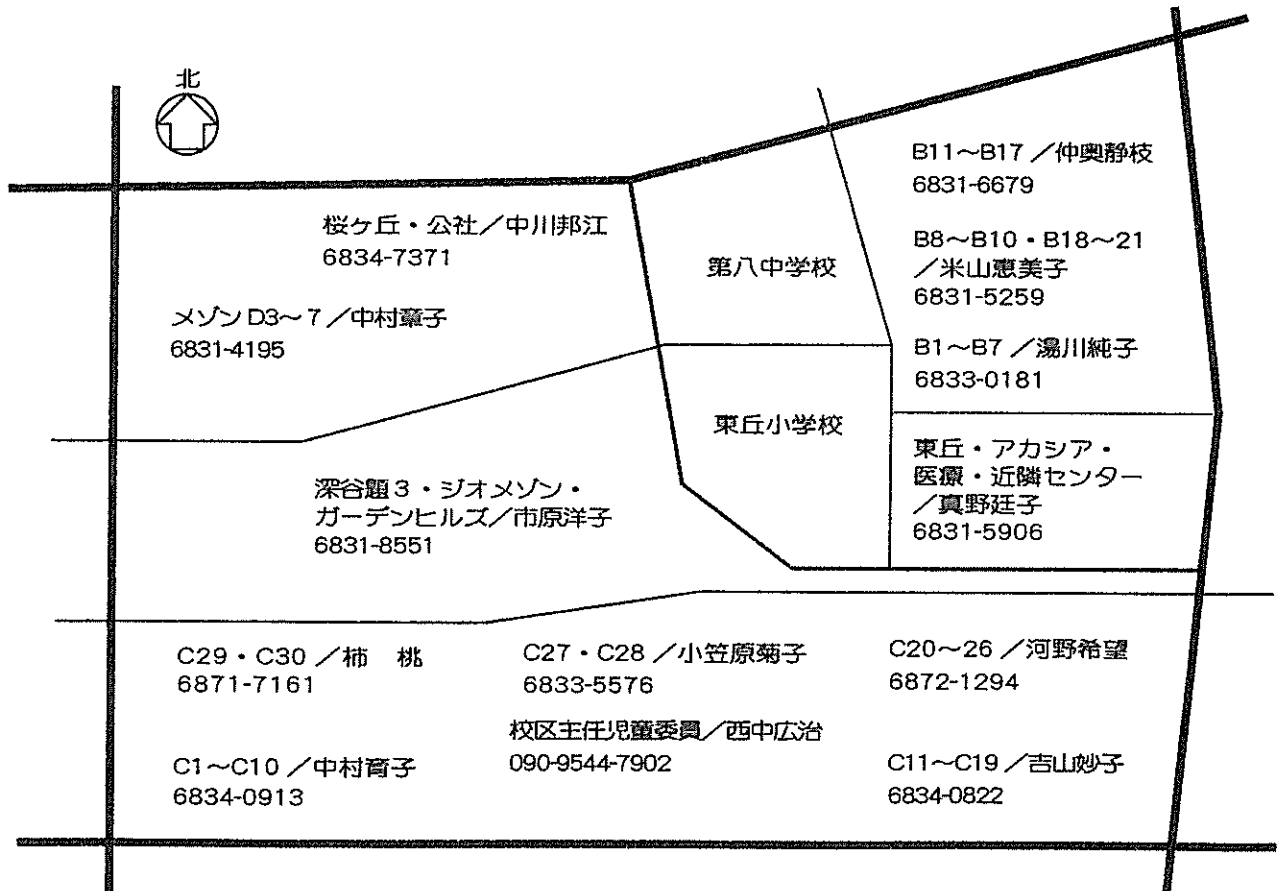 北
桜ヶ丘・公社／中川邦江
6834-7371
メゾンD3～7／中村章子
6831-4195
第八中学校
B11～B17／仲奥静枝
6831-6679
B8～B10・B18～21
／米山恵美子
6831-5259
B1～B7／湯川純子
6833-0181
東丘小学校
東丘・アカシア・
医療・近隣センター
／真野廷子
6831-5906
深谷題３・ジオメゾン・
ガーデンヒルズ／市原洋子
6831-8551
C29・C30／柿　桃
6871-7161
C27・C28／小笠原菊子
6833-5576
C20～26／河野希望
6872-1294
校区主任児童委員／西中広治
090-9544-7902
C1～C10／中村育子
6834-0913
C11～C19／吉山妙子
6834-0822